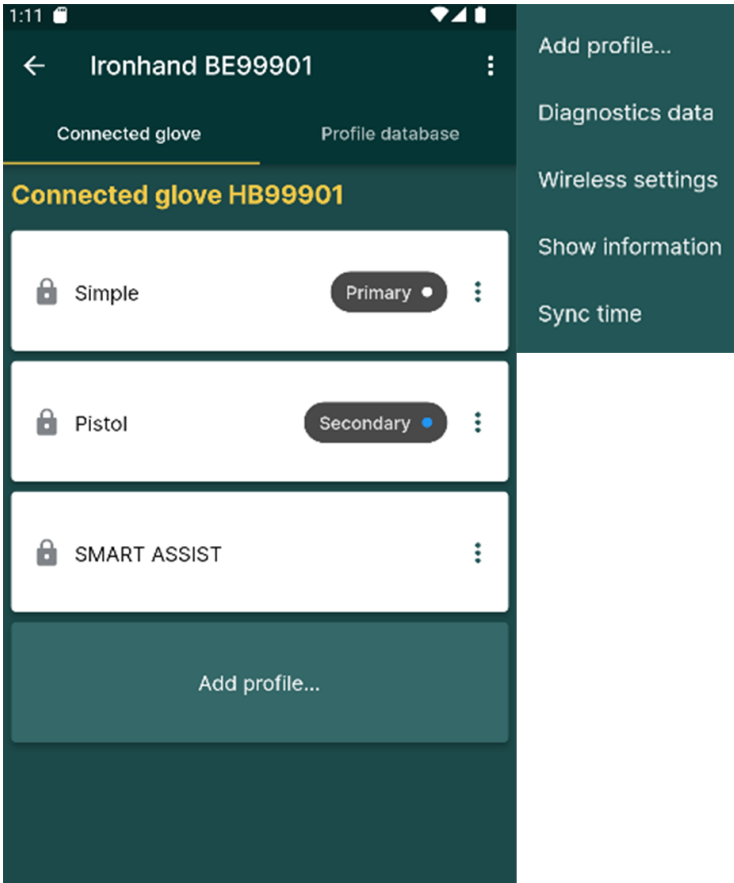 1:11
Ironhand BE99901
Connected glove
Profile database
Connected glove HB99901
Simple
Primary
Pistol
Secondary
SMART ASSIST
Add profile...
Add profile...
Diagnostics data
Wireless settings
Show information
Sync time